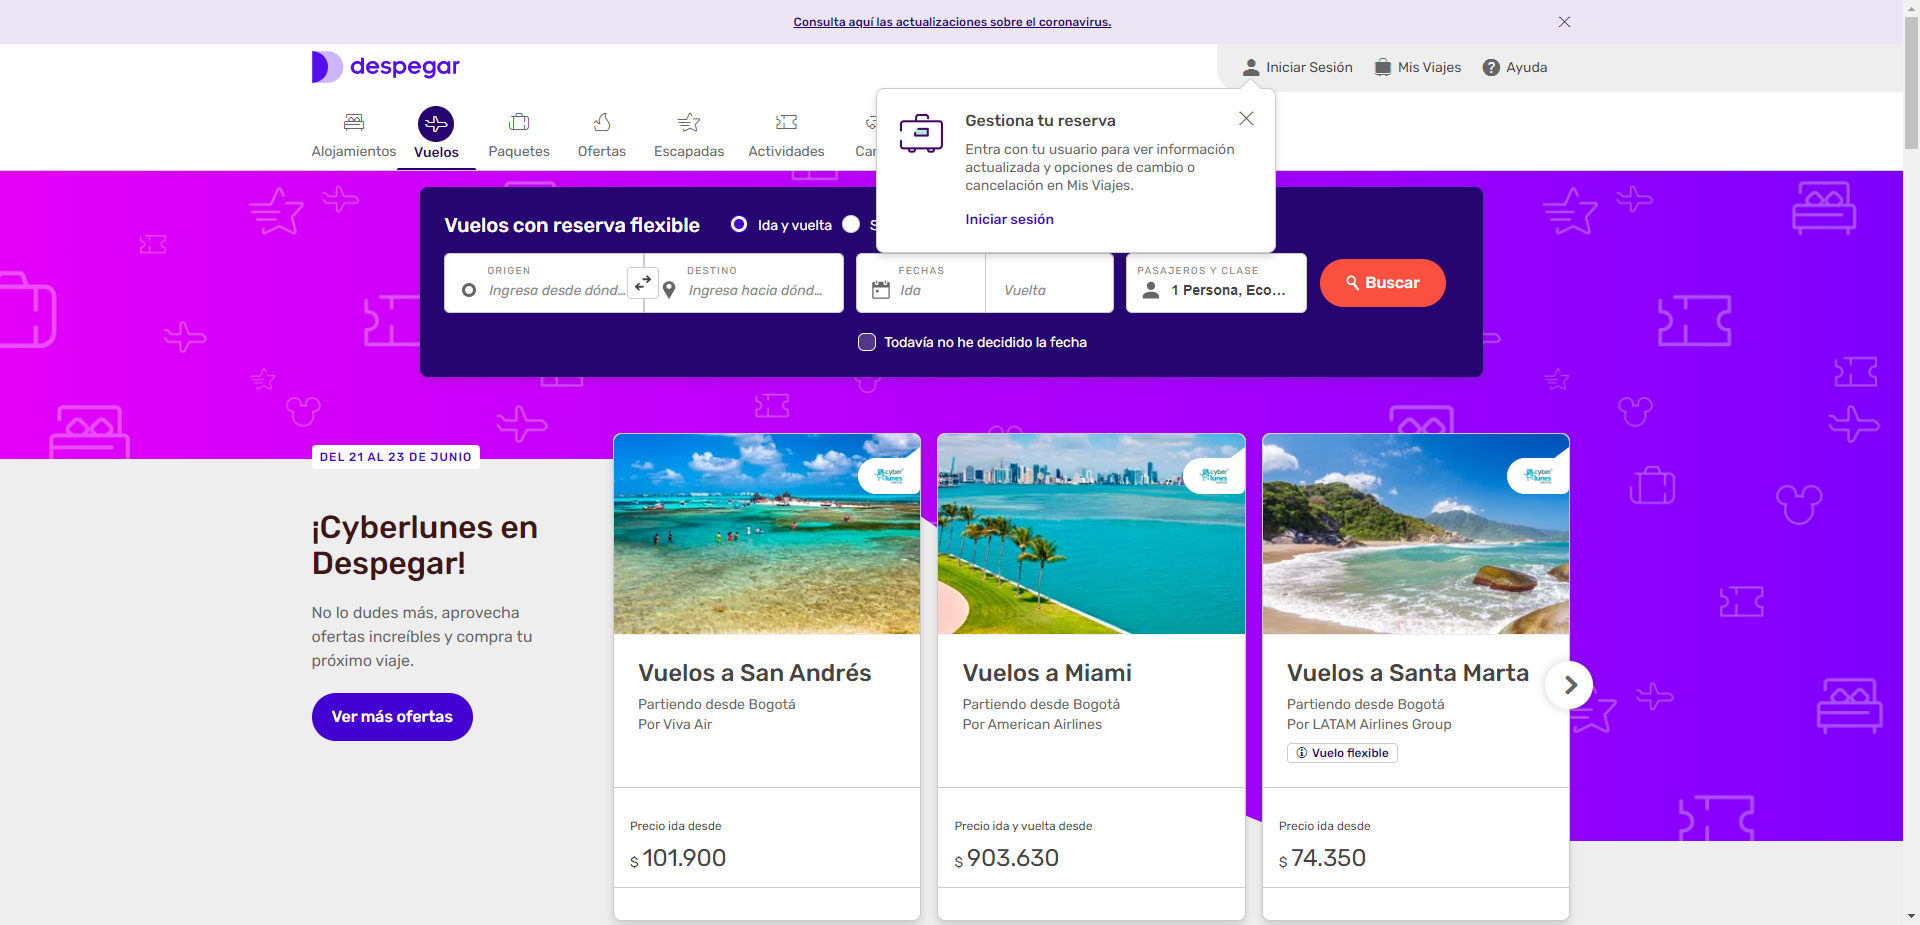 Consulta aquí las actualizaciones sobre el coronavirus.
despegar
Iniciar Sesión
Mis Viajes
Ayuda
Alojamientos
Vuelos
Paquetes
Ofertas
Escapadas
Actividades
Gestiona tu reserva
Entra con tu usuario para ver información
actualizada y opciones de cambio o
cancelación en Mis Viajes.
Iniciar sesión
Vuelos con reserva flexible
Ida y vuelta
ORIGEN
Ingresa desde dónd...
DESTINO
Ingresa hacia dónd...
FECHAS
Ida
Vuelta
PASAJEROS Y CLASE
1 Persona, Eco...
Buscar
Todavía no he decidido la fecha
DEL 21 AL 23 DE JUNIO
¡Cyberlunes en
Despegar!
No lo dudes más, aprovecha
ofertas increíbles y compra tu
próximo viaje.
Ver más ofertas
cyber
lunes
Vuelos a San Andrés
Partiendo desde Bogotá
Por Viva Air
Precio ida desde
$ 101.900
cyber
lunes
Vuelos a Miami
Partiendo desde Bogotá
Por American Airlines
Precio ida y vuelta desde
$ 903.630
cyber
lunes
Vuelos a Santa Marta
Partiendo desde Bogotá
Por LATAM Airlines Group
Vuelo flexible
Precio ida desde
$ 74.350